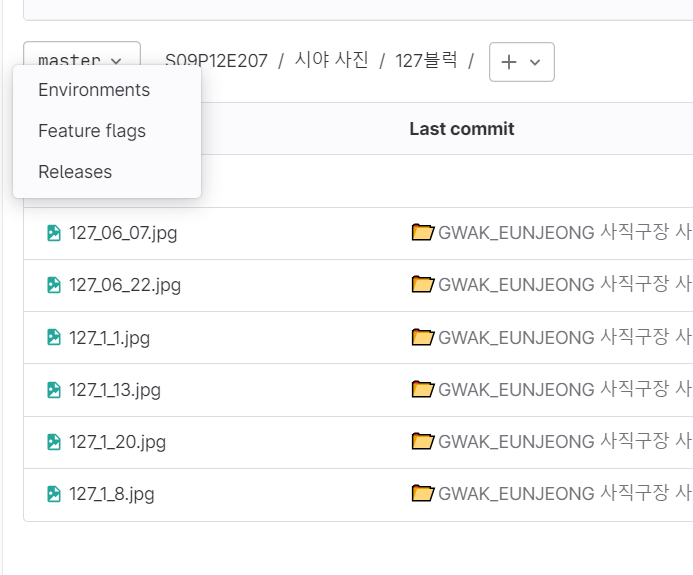 master
S09P12E207 / 시야 사진 / 127블럭 / +
Environments
Feature flags
Releases
Last commit
127_06_07.jpg GWAK_EUNJEONG 사직구장 사
127_06_22.jpg GWAK_EUNJEONG 사직구장 사
127_1_1.jpg GWAK_EUNJEONG 사직구장 사
127_1_13.jpg GWAK_EUNJEONG 사직구장 사
127_1_20.jpg GWAK_EUNJEONG 사직구장 사
127_1_8.jpg GWAK_EUNJEONG 사직구장 사